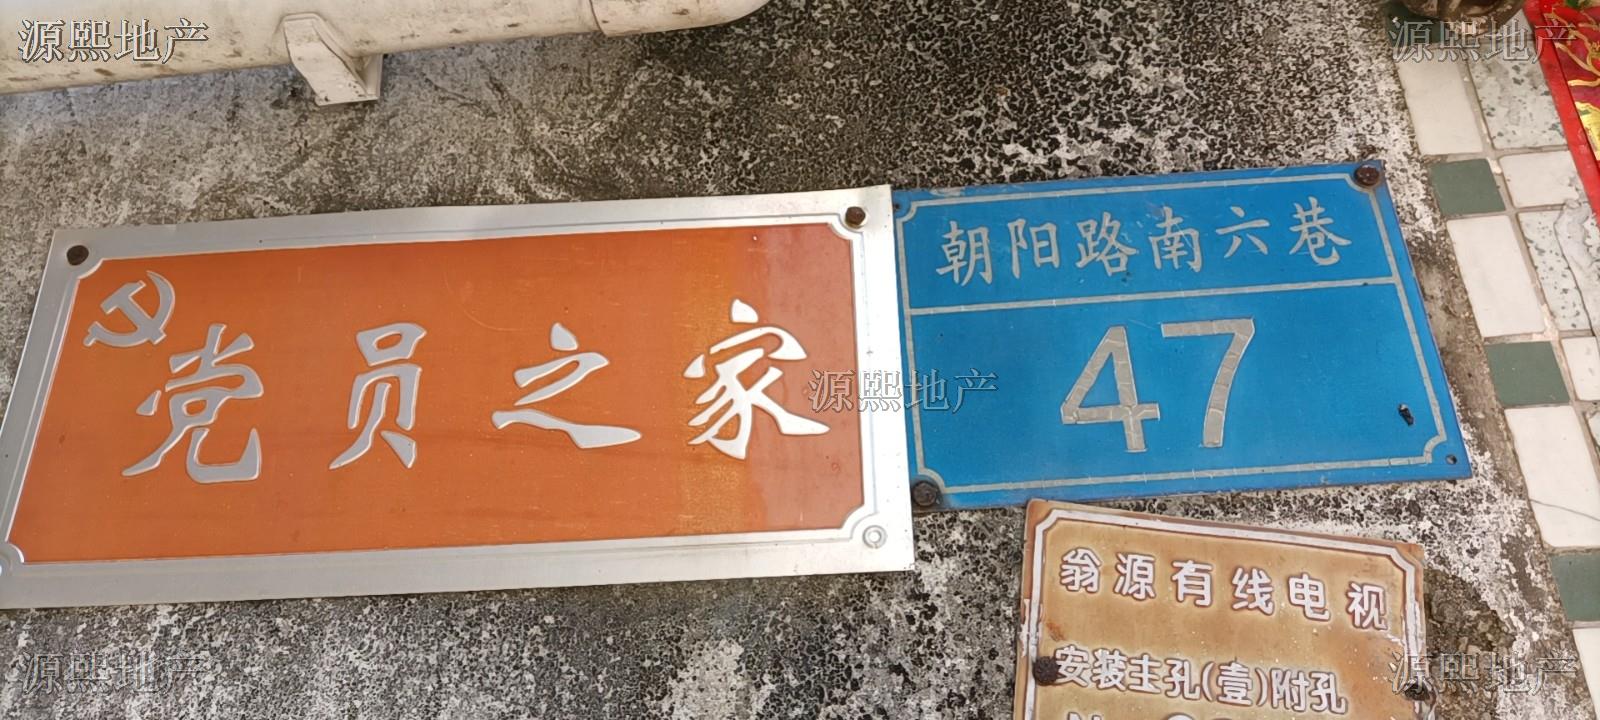 源熙地产
源熙地产
党员之家
朝阳路南六巷
47
源熙地产
翁源有线电视
安装主孔(壹)附孔
源熙地产
源熙地产